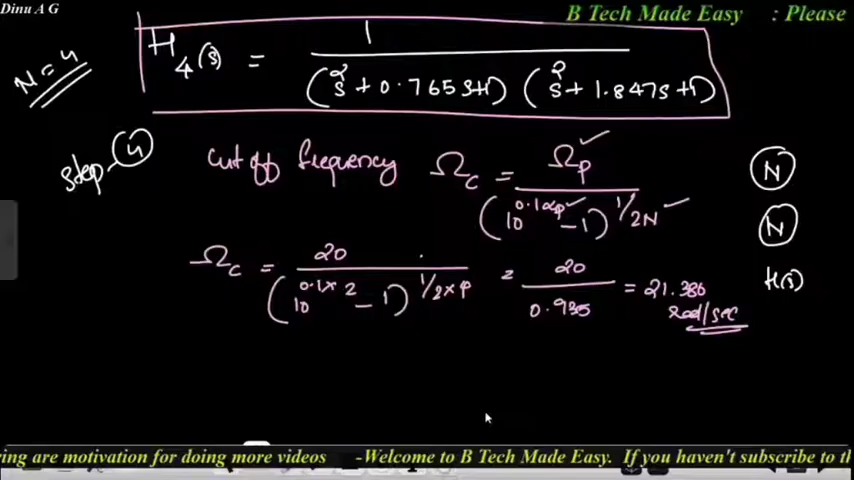 Dinu A G
B Tech Made Easy : Please
N=4
H4(s) = 1 / (s² + 0.765s+1) (s² + 1.847s+1)
step 4
cut off frequency Ωc = Ωp / (10^0.1αp − 1)^1/2N
N
N
H(s)
Ωc = 20 / (10^0.1×2 − 1)^1/2×4 = 20 / 0.935 = 21.386 rad/sec
ring are motivation for doing more videos -Welcome to B Tech Made Easy. If you haven't subscribe to th